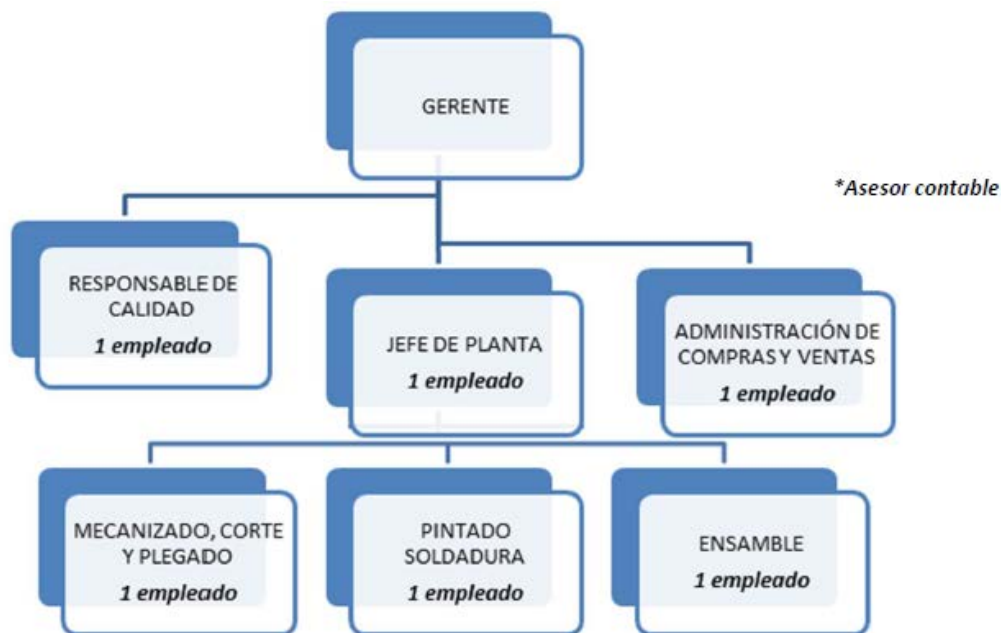 GERENTE
*Asesor contable
RESPONSABLE DE
CALIDAD
1 empleado
JEFE DE PLANTA
1 empleado
ADMINISTRACIÓN DE
COMPRAS Y VENTAS
1 empleado
MECANIZADO, CORTE
Y PLEGADO
1 empleado
PINTADO
SOLDADURA
1 empleado
ENSAMBLE
1 empleado